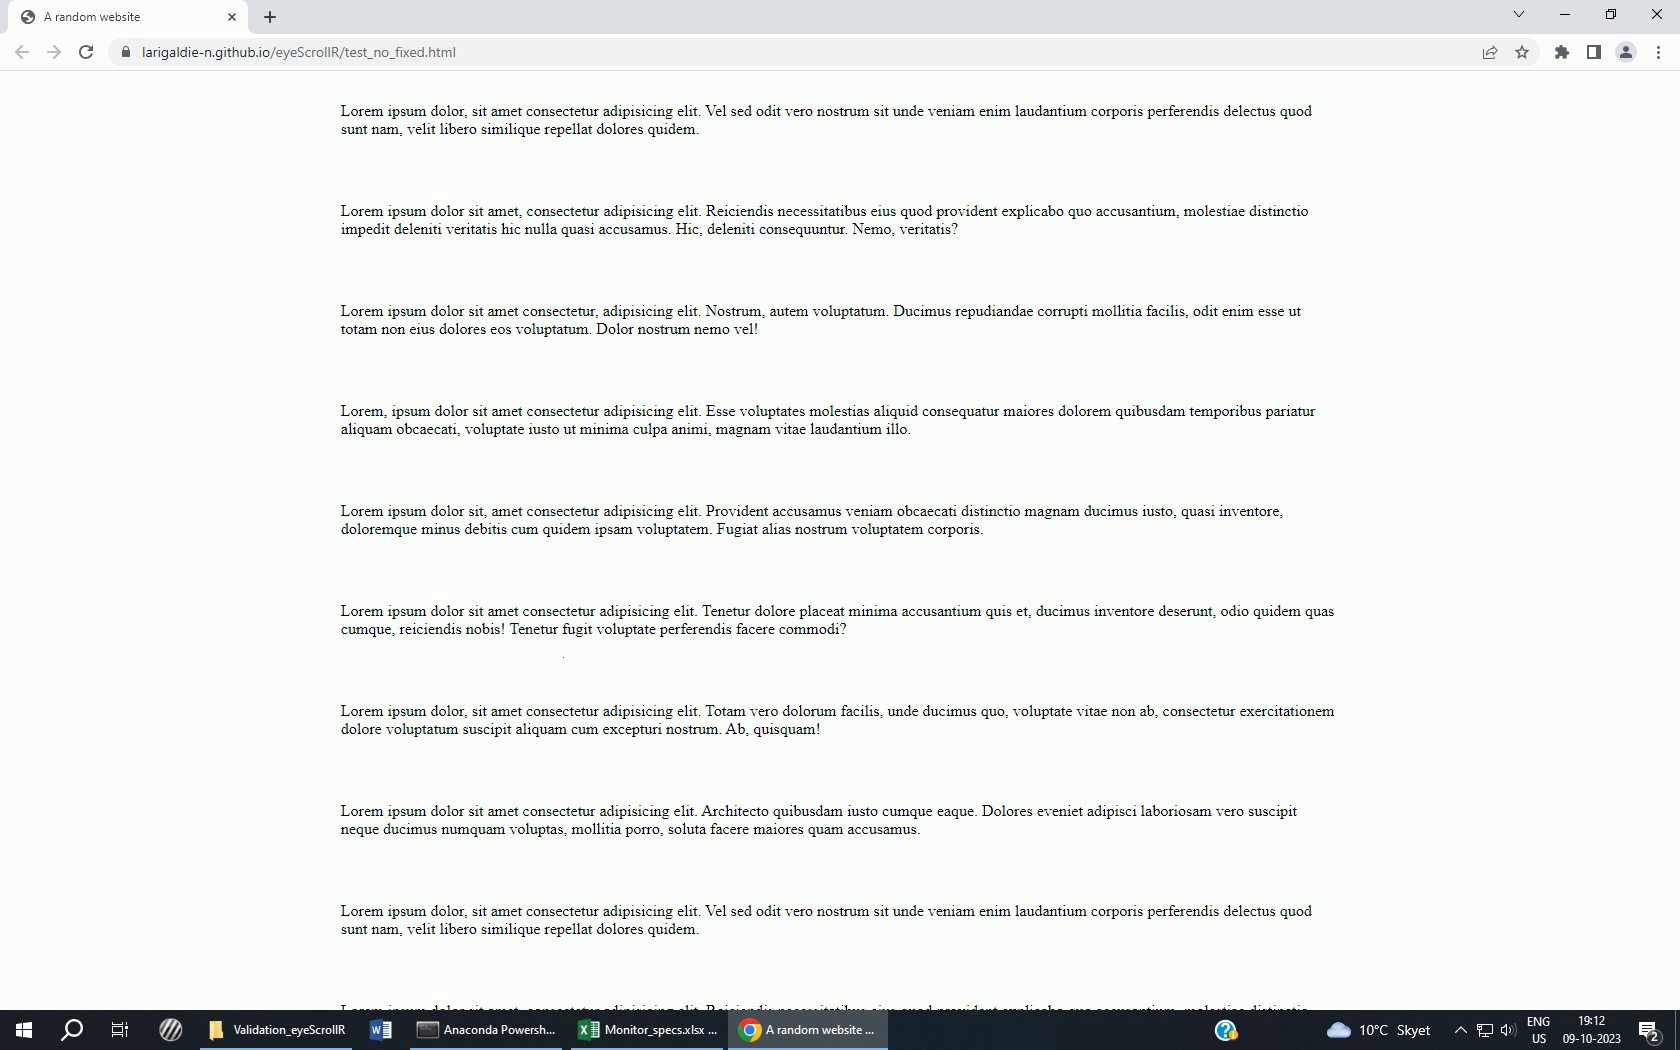 A random website
larigaldie-n.github.io/eyeScrollR/test_no_fixed.html
Lorem ipsum dolor, sit amet consectetur adipisicing elit. Vel sed odit vero nostrum sit unde veniam enim laudantium corporis perferendis delectus quod
sunt nam, velit libero similique repellat dolores quidem.
Lorem ipsum dolor sit amet, consectetur adipisicing elit. Reiciendis necessitatibus eius quod provident explicabo quo accusantium, molestiae distinctio
impedit deleniti veritatis hic nulla quasi accusamus. Hic, deleniti consequuntur. Nemo, veritatis?
Lorem ipsum dolor sit amet consectetur, adipisicing elit. Nostrum, autem voluptatum. Ducimus repudiandae corrupti mollitia facilis, odit enim esse ut
totam non eius dolores eos voluptatum. Dolor nostrum nemo vel!
Lorem, ipsum dolor sit amet consectetur adipisicing elit. Esse voluptates molestias aliquid consequatur maiores dolorem quibusdam temporibus pariatur
aliquam obcaecati, voluptate iusto ut minima culpa animi, magnam vitae laudantium illo.
Lorem ipsum dolor sit, amet consectetur adipisicing elit. Provident accusamus veniam obcaecati distinctio magnam ducimus iusto, quasi inventore,
doloremque minus debitis cum quidem ipsam voluptatem. Fugiat alias nostrum voluptatem corporis.
Lorem ipsum dolor sit amet consectetur adipisicing elit. Tenetur dolore placeat minima accusantium quis et, ducimus inventore deserunt, odio quidem quas
cumque, reiciendis nobis! Tenetur fugit voluptate perferendis facere commodi?
Lorem ipsum dolor, sit amet consectetur adipisicing elit. Totam vero dolorum facilis, unde ducimus quo, voluptate vitae non ab, consectetur exercitationem
dolore voluptatum suscipit aliquam cum excepturi nostrum. Ab, quisquam!
Lorem ipsum dolor sit amet consectetur adipisicing elit. Architecto quibusdam iusto cumque eaque. Dolores eveniet adipisci laboriosam vero suscipit
neque ducimus numquam voluptas, mollitia porro, soluta facere maiores quam accusamus.
Lorem ipsum dolor, sit amet consectetur adipisicing elit. Vel sed odit vero nostrum sit unde veniam enim laudantium corporis perferendis delectus quod
sunt nam, velit libero similique repellat dolores quidem.
Validation_eyeScrollR
Anaconda Powersh...
Monitor_specs.xlsx ...
A random website ...
10°C Skyet
ENG
US
19:12
09-10-2023
2